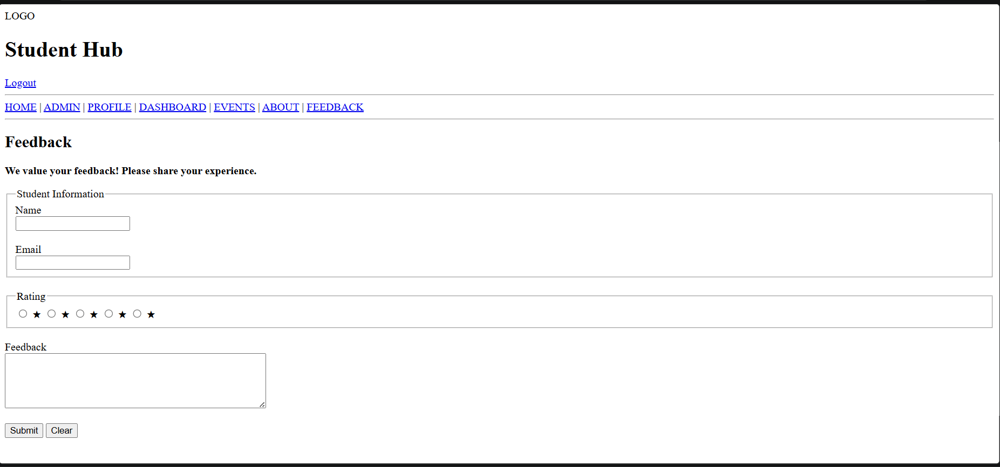 LOGO
Student Hub
Logout
HOME | ADMIN | PROFILE | DASHBOARD | EVENTS | ABOUT | FEEDBACK
Feedback
We value your feedback! Please share your experience.
Student Information
Name
Email
Rating
★ ★ ★ ★ ★
Feedback
Submit Clear